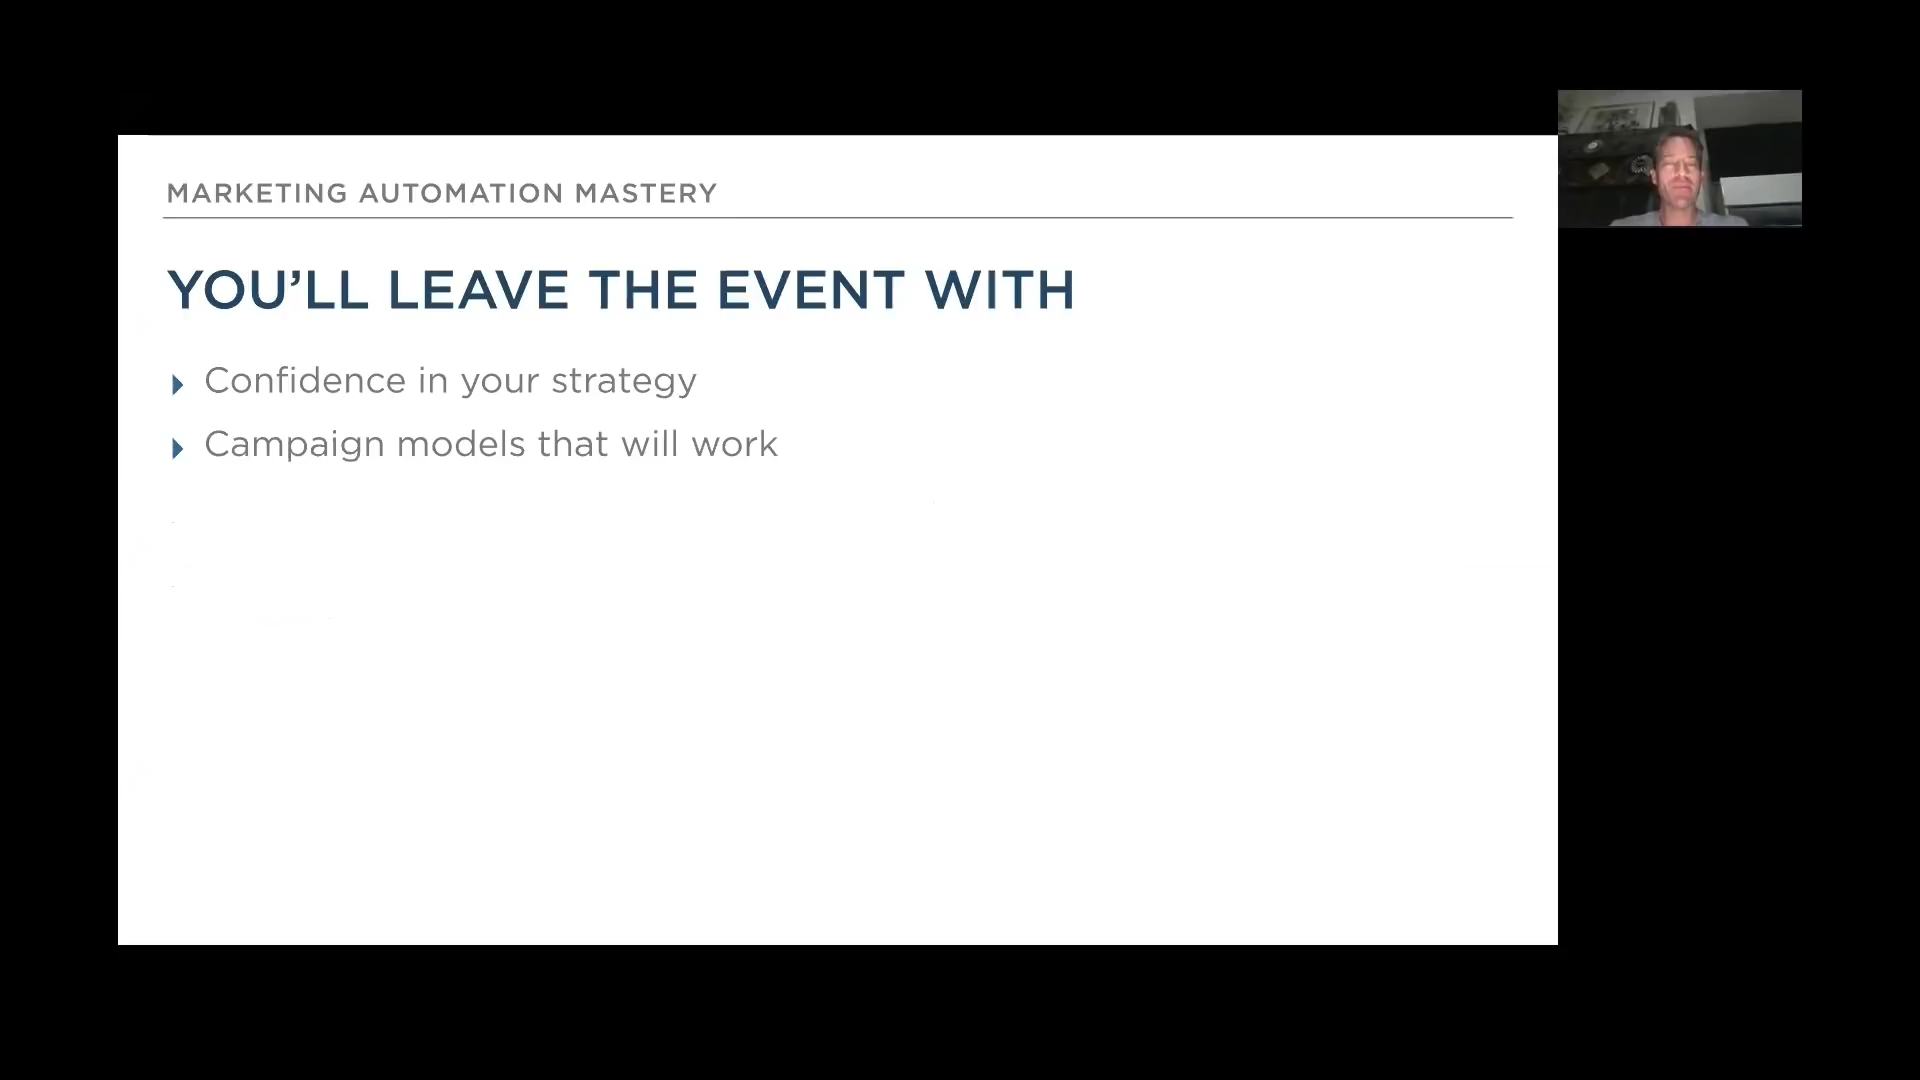 MARKETING AUTOMATION MASTERY
YOU’LL LEAVE THE EVENT WITH
Confidence in your strategy
Campaign models that will work